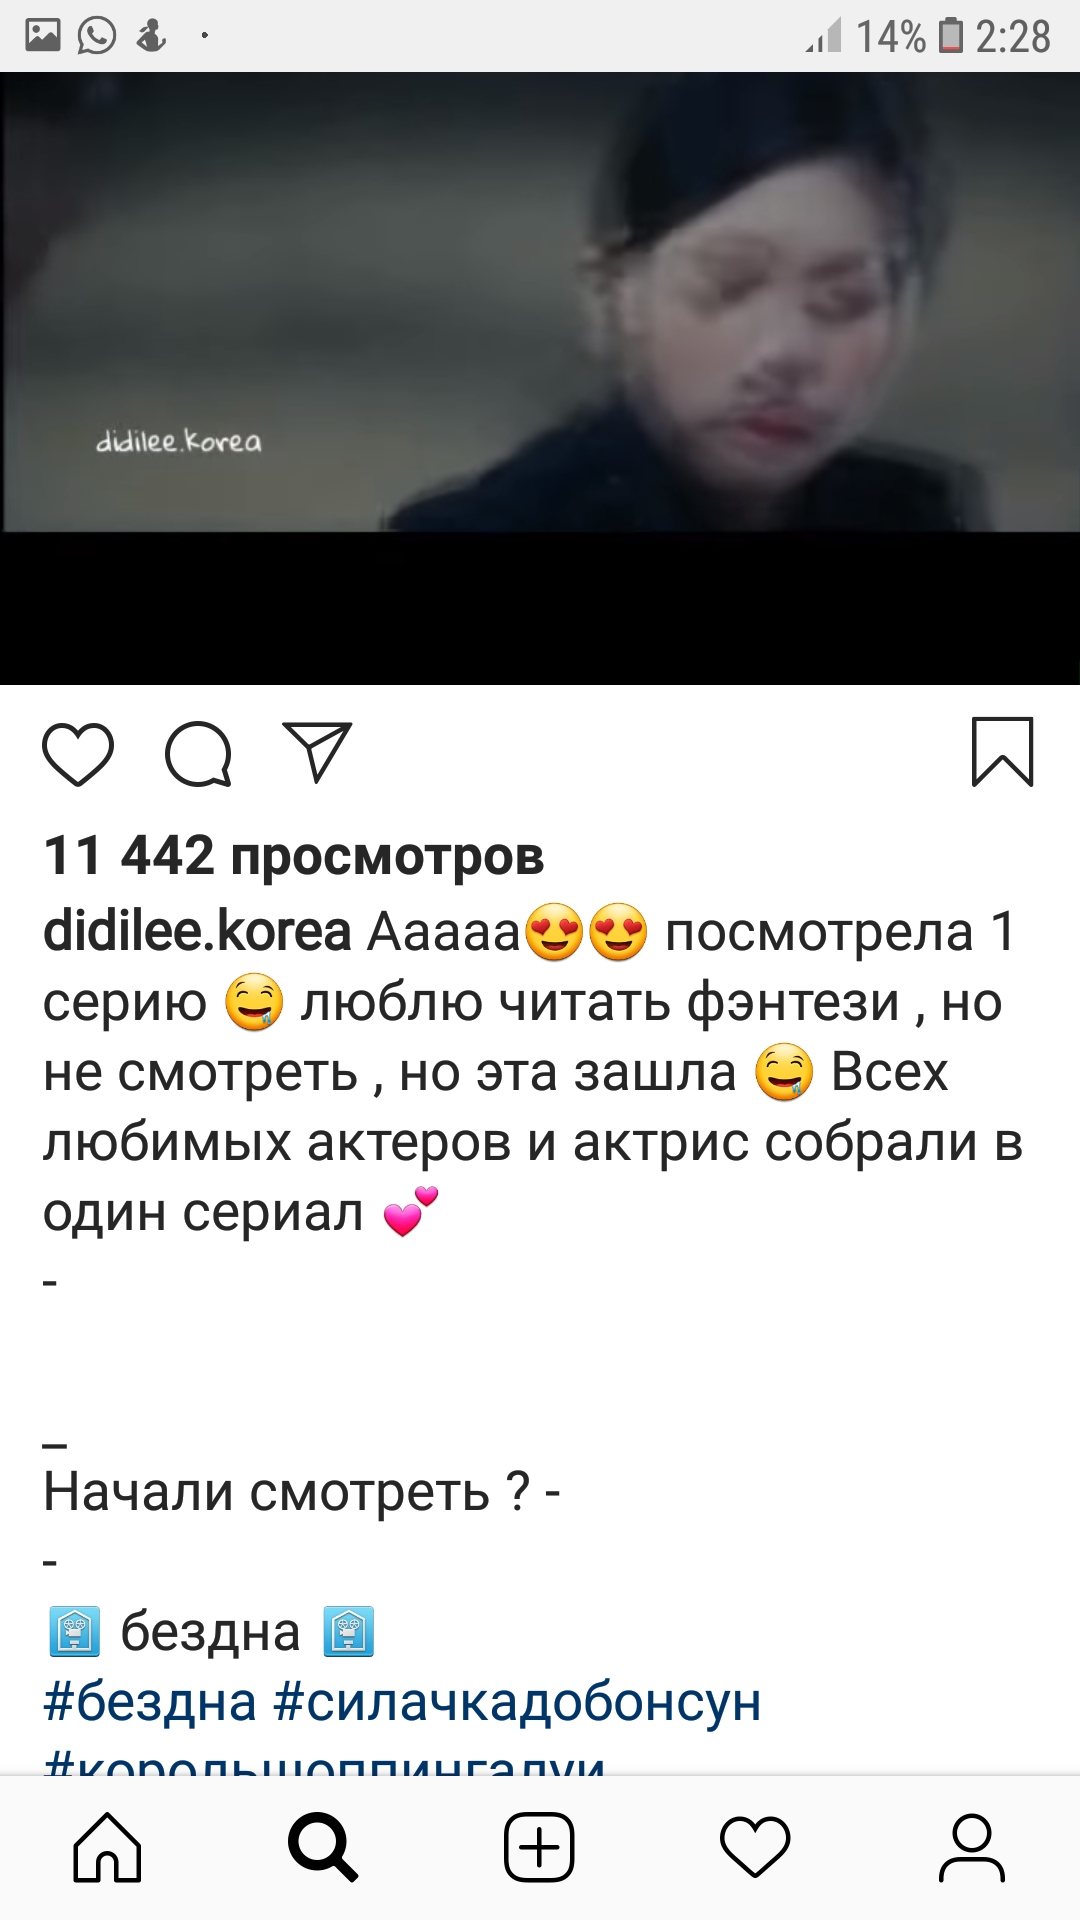 14% 2:28
didilee.korea
11 442 просмотров
didilee.korea Ааааа😍😍 посмотрела 1
серию 🤤 люблю читать фэнтези , но
не смотреть , но эта зашла 🤤 Всех
любимых актеров и актрис собрали в
один сериал 💕
-
_
Начали смотреть ? -
-
🎦 бездна 🎦
#бездна #силачкадобонсун
#корольшоппингалуи